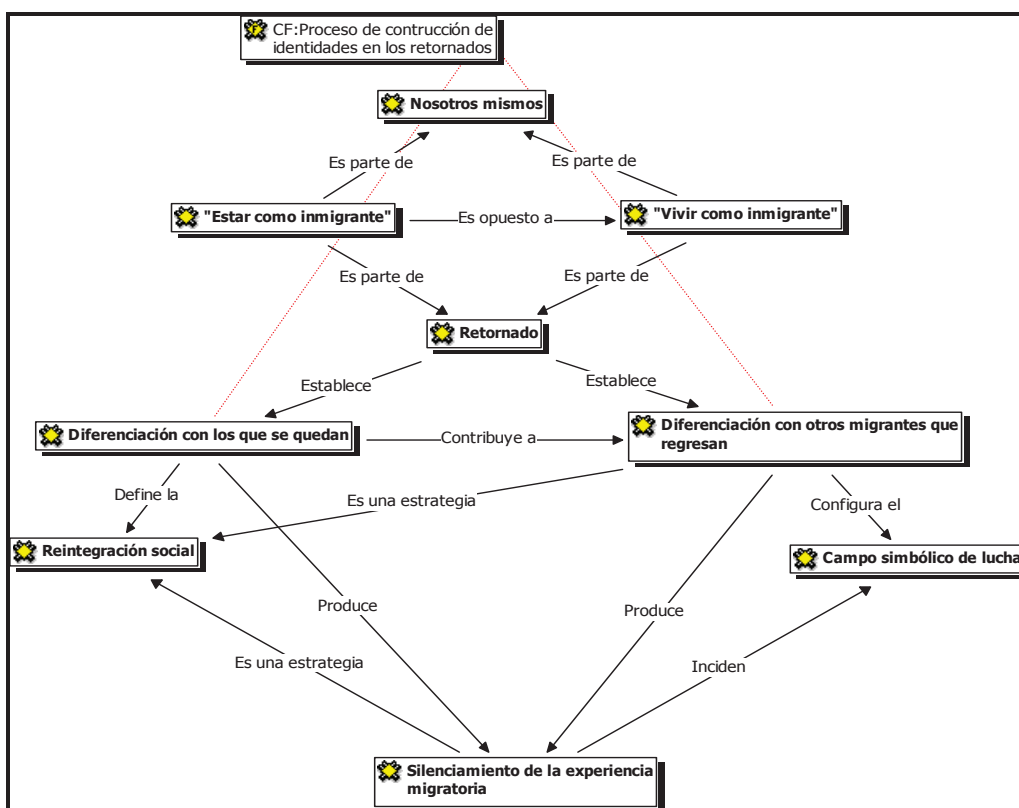 CF:Proceso de contrucción de
identidades en los retornados
Nosotros mismos
Es parte de
Es parte de
"Estar como inmigrante"
Es opuesto a
"Vivir como inmigrante"
Es parte de
Es parte de
Retornado
Establece
Establece
Diferenciación con los que se quedan
Contribuye a
Diferenciación con otros migrantes que
regresan
Define la
Es una estrategia
Configura el
Reintegración social
Campo simbólico de lucha
Produce
Produce
Es una estrategia
Inciden
Silenciamiento de la experiencia
migratoria